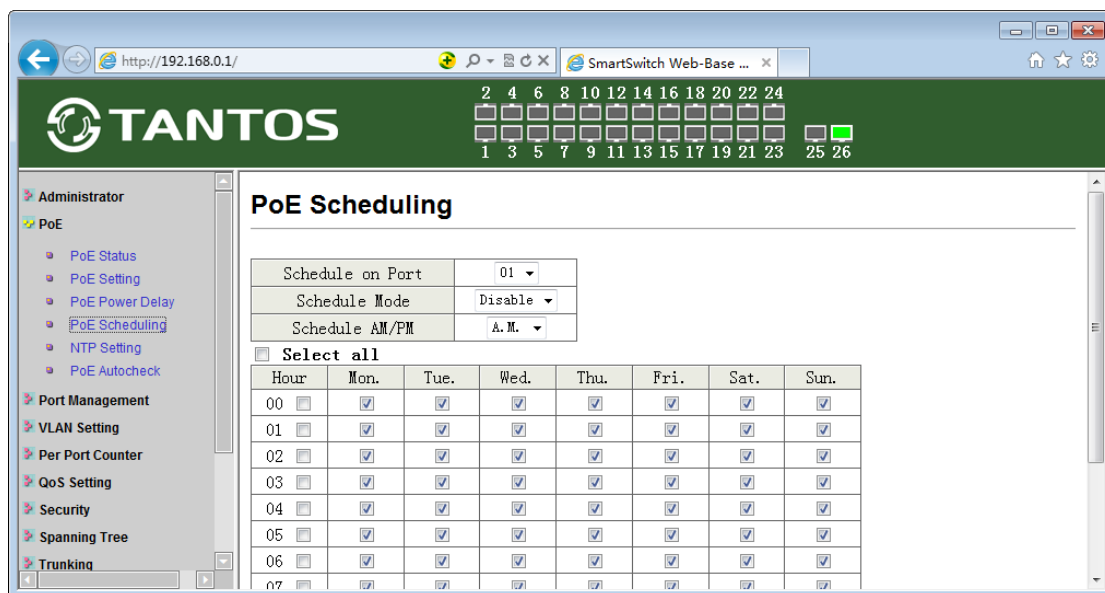 http://192.168.0.1/
SmartSwitch Web-Base ...
TANTOS
2 4 6 8 10 12 14 16 18 20 22 24
1 3 5 7 9 11 13 15 17 19 21 23 25 26
Administrator
PoE
PoE Status
PoE Setting
PoE Power Delay
PoE Scheduling
NTP Setting
PoE Autocheck
Port Management
VLAN Setting
Per Port Counter
QoS Setting
Security
Spanning Tree
Trunking
PoE Scheduling
Schedule on Port 01
Schedule Mode Disable
Schedule AM/PM A.M.
Select all
Hour Mon. Tue. Wed. Thu. Fri. Sat. Sun.
00
01
02
03
04
05
06
07